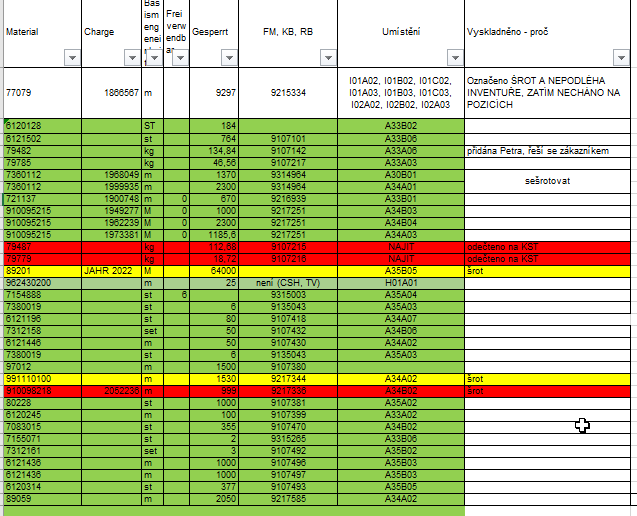 Material Charge Bas ism eng enei Frei verw endb ar Gesperrt FM, KB, RB Umístění Vyskladněno - proč
77079 1866567 m 9297 9215334 I01A02, I01B02, I01C02, I01A03, I01B03, I01C03, I02A02, I02B02, I02A03 Označeno ŠROT A NEPODLÉHA INVENTUŘE, ZATÍM NECHÁNO NA POZICÍCH
6120128 ST 184 A33B02
6121502 st 764 9107101 A33B06
79482 kg 134,84 9107142 A33A06 přidána Petra, řeší se zákazníkem
79785 kg 46,56 9107217 A33A03
7360112 1968049 m 1370 9314964 A30B01 sešrotovat
7360112 1999935 m 2300 9314964 A34A01
721137 1900748 m 0 670 9216939 A33B01
910095215 1949277 M 0 1000 9217251 A34B03
910095215 1962239 M 0 2300 9217251 A34B04
910095215 1973381 M 0 1185,6 9217251 A34A03
79487 kg 112,68 9107215 NAJIT odečteno na KST
79779 kg 18,72 9107216 NAJIT odečteno na KST
89201 JAHR 2022 M 64000 A35B05 šrot
962430200 m 25 není (CSH, TV) H01A01
7154888 st 6 9315003 A35A04
7380019 st 6 9135043 A35A03
6121196 st 80 9107418 A34A07
7312158 set 50 9107432 A34B06
6121446 m 50 9107430 A34A02
7380019 st 6 9135043 A35A03
97012 m 1500 9107380
991110100 m 1530 9217344 A34A02 šrot
910099218 2052236 m 999 9217335 A34B02 šrot
80228 st 1000 9107381 A35A02
6120245 m 100 9107399 A33A02
7083015 st 355 9107470 A34B02
7155071 st 2 9315265 A33B06
7312161 set 3 9107492 A35B02
6121436 m 1000 9107496 A35B03
6121436 m 1000 9107497 A35B03
6120314 st 377 9107493 A35B05
89059 m 2050 9217585 A34A02